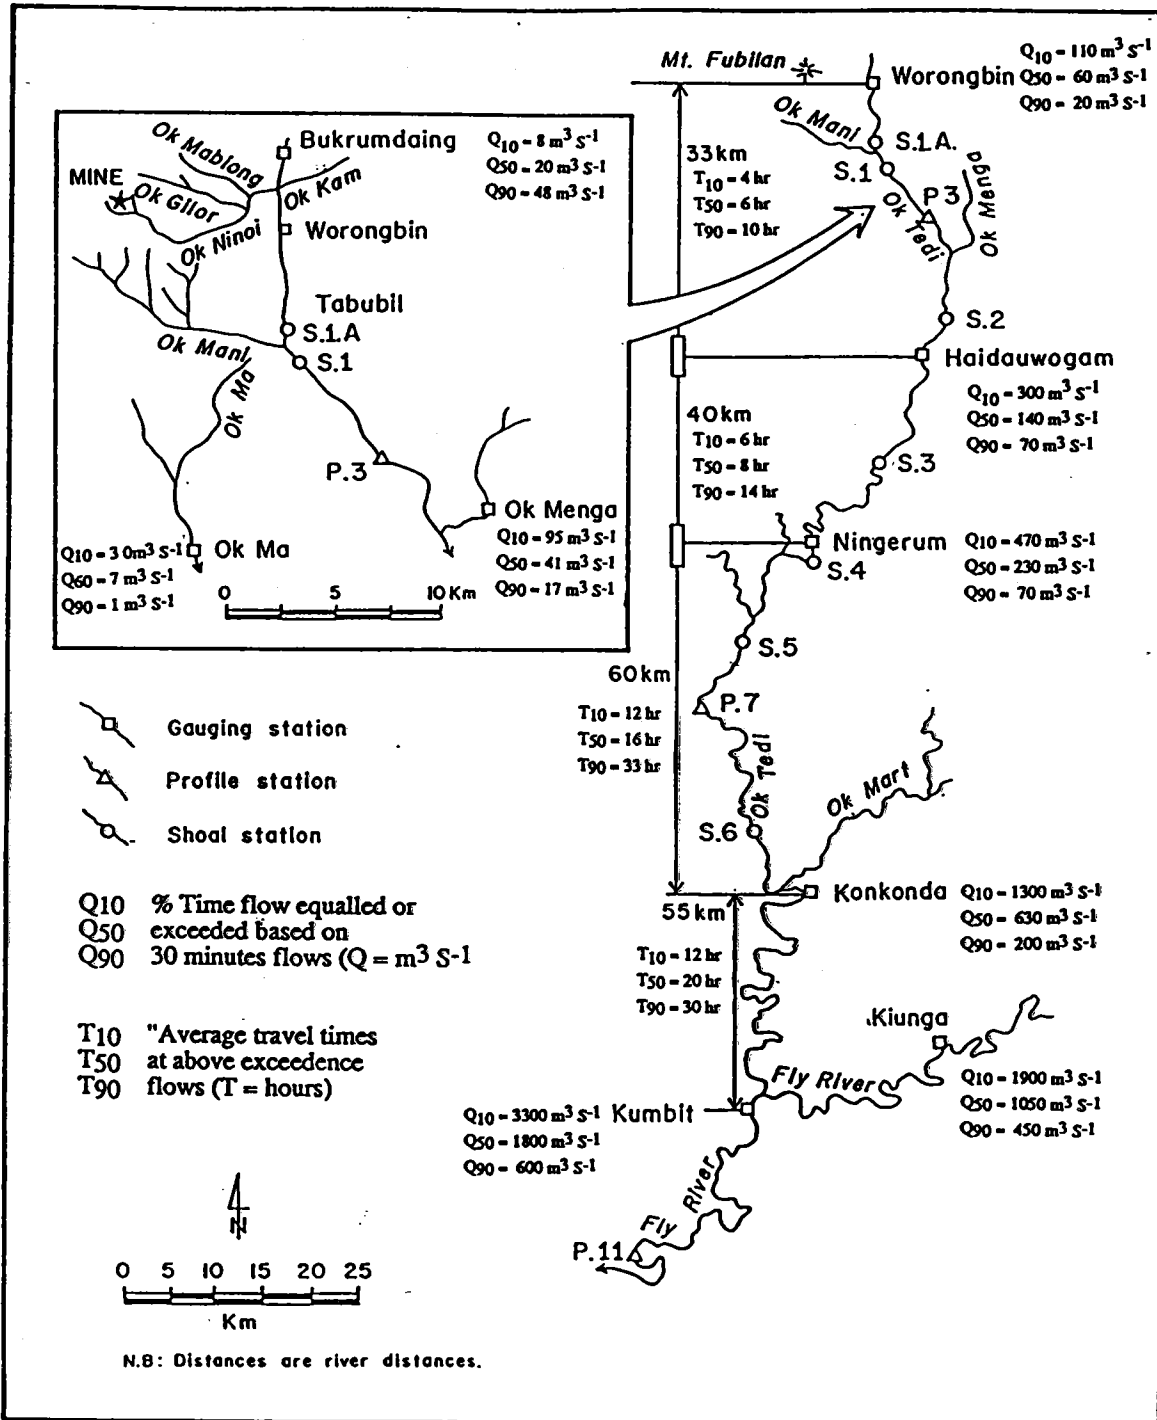 Mt. Fubilan
Worongbin
Q10 = 110 m3 S-1
Q50 = 60 m3 S-1
Q90 = 20 m3 S-1
Ok Mani
S.1.A.
S.1
33km
T10 = 4 hr
T50 = 6 hr
T90 = 10 hr
P3
Ok Tedi
Ok Menga
S.2
Haidauwogam
Q10 = 300 m3 S-1
Q50 = 140 m3 S-1
Q90 = 70 m3 S-1
40km
T10 = 6 hr
T50 = 8 hr
T90 = 14 hr
S.3
Ningerum
Q10 = 470 m3 S-1
Q50 = 230 m3 S-1
Q90 = 70 m3 S-1
S.4
S.5
60km
T10 = 12 hr
T50 = 16 hr
T90 = 33 hr
P.7
Ok Tedi
Ok Mart
S.6
Konkonda
Q10 = 1300 m3 S-1
Q50 = 630 m3 S-1
Q90 = 200 m3 S-1
55km
T10 = 12 hr
T50 = 20 hr
T90 = 30 hr
Kiunga
Fly River
Q10 = 1900 m3 S-1
Q50 = 1050 m3 S-1
Q90 = 450 m3 S-1
Q10 = 3300 m3 S-1
Kumbit
Q50 = 1800 m3 S-1
Q90 = 600 m3 S-1
Fly River
P.11
Ok Mablong
Bukrumdaing
Q10 = 8 m3 S-1
Q50 = 20 m3 S-1
Q90 = 48 m3 S-1
MINE
Ok Gilor
Ok Kam
Ok Ninoi
Worongbin
Tabubil
S.1.A
Ok Mani
S.1
Ok Ma
P.3
Ok Menga
Q10 = 95 m3 S-1
Q50 = 41 m3 S-1
Q90 = 17 m3 S-1
Q10 = 30m3 S-1
Ok Ma
Q60 = 7 m3 S-1
Q90 = 1 m3 S-1
0 5 10 Km
Gauging station
Profile station
Shoal station
Q10 % Time flow equalled or
Q50 exceeded based on
Q90 30 minutes flows (Q = m3 S-1
T10 "Average travel times
T50 at above exceedence
T90 flows (T = hours)
N
0 5 10 15 20 25
Km
N.B: Distances are river distances.